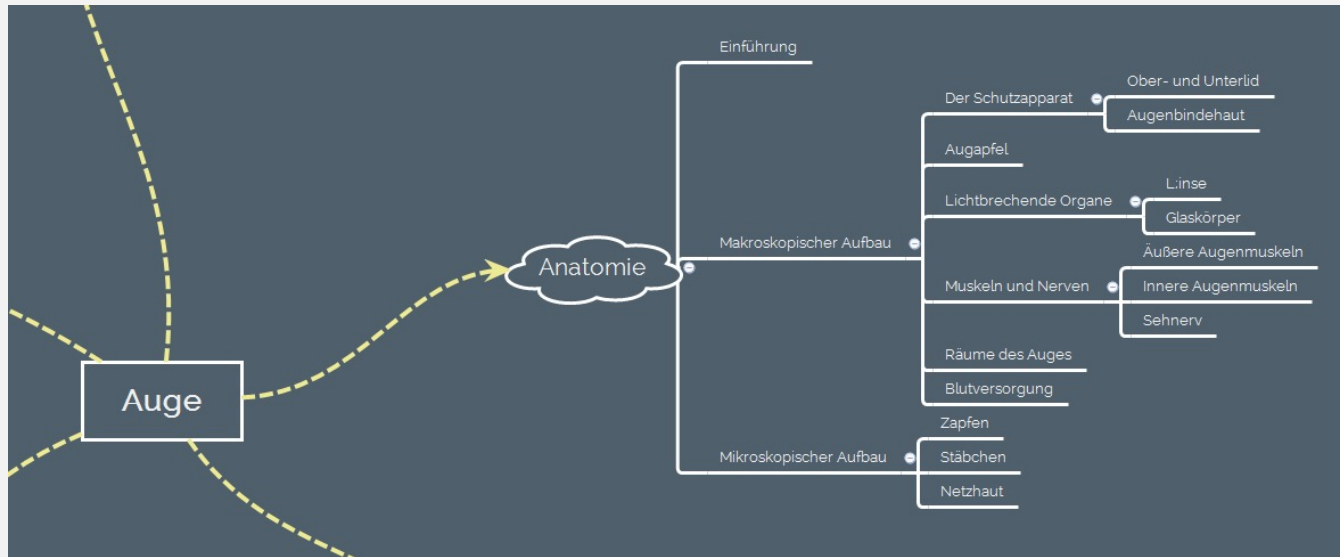 Auge
Anatomie
Einführung
Makroskopischer Aufbau
Der Schutzapparat
Ober- und Unterlid
Augenbindehaut
Augapfel
Lichtbrechende Organe
L:inse
Glaskörper
Muskeln und Nerven
Äußere Augenmuskeln
Innere Augenmuskeln
Sehnerv
Räume des Auges
Blutversorgung
Mikroskopischer Aufbau
Zapfen
Stäbchen
Netzhaut